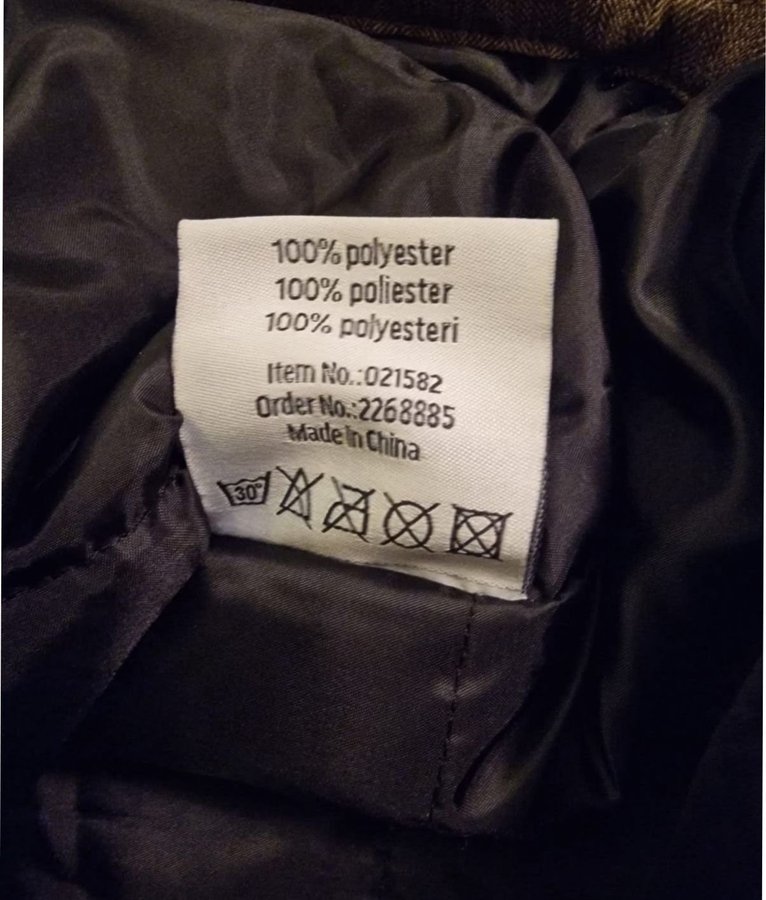 100% polyester
100% poliester
100% polyesteri
Item No.:021582
Order No.:2268885
Made in China
30°